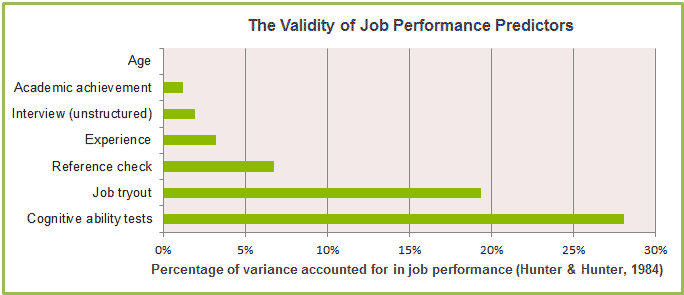 The Validity of Job Performance Predictors
Age
Academic achievement
Interview (unstructured)
Experience
Reference check
Job tryout
Cognitive ability tests
0% 5% 10% 15% 20% 25% 30%
Percentage of variance accounted for in job performance (Hunter & Hunter, 1984)